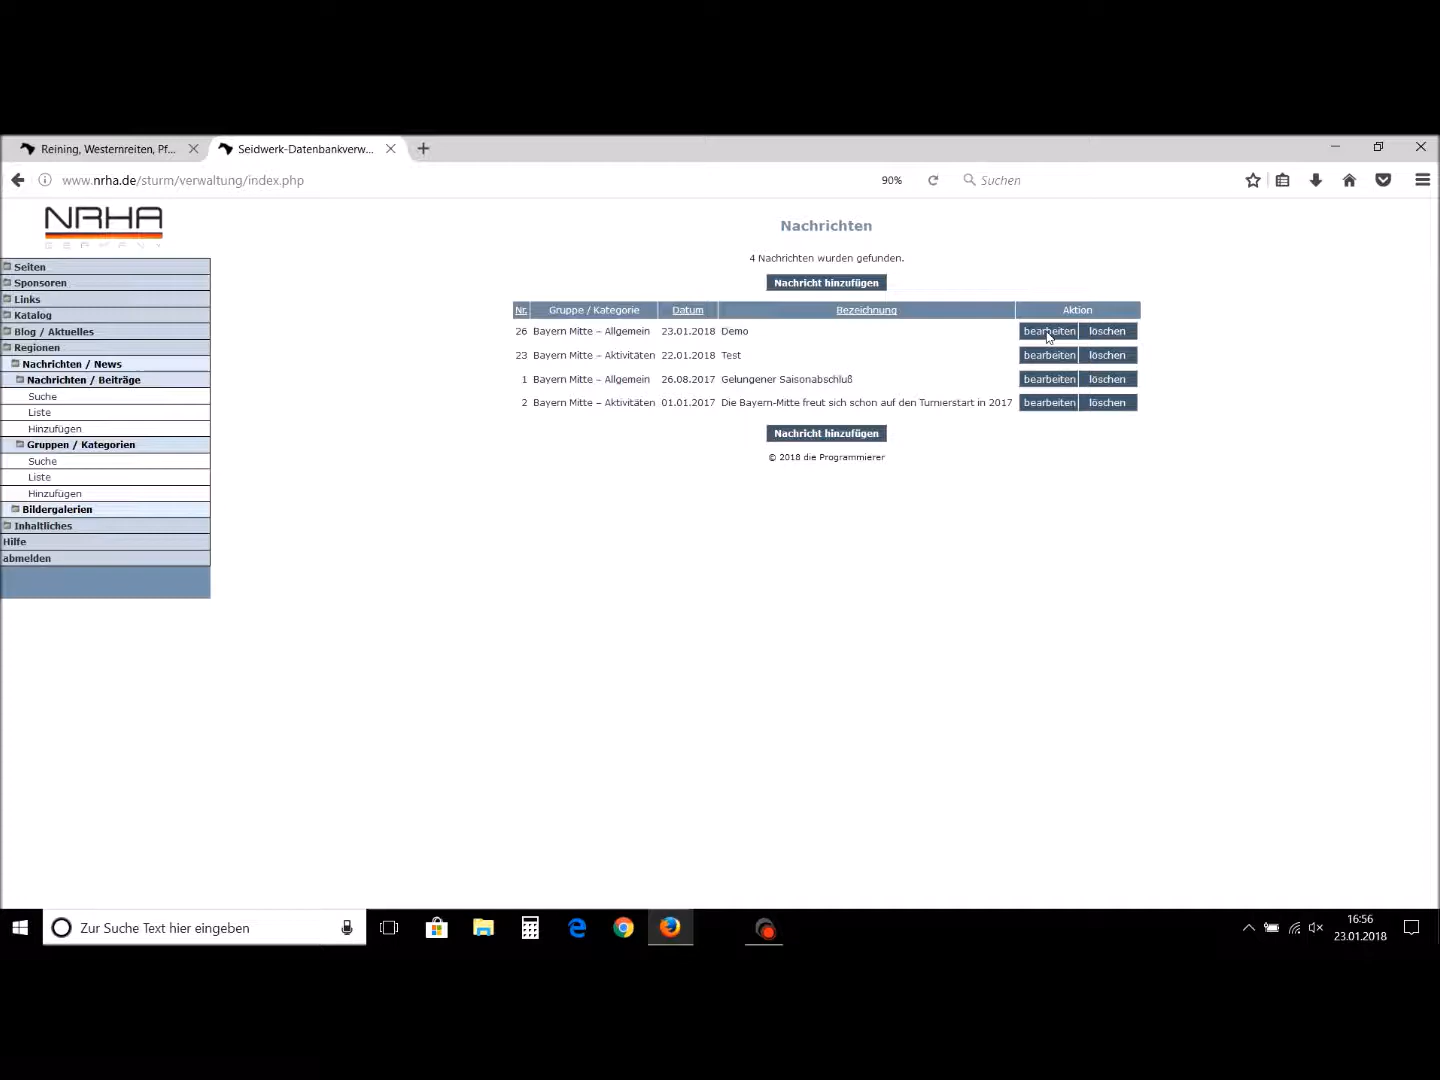 Reining, Westernreiten, Pf...
Seidwerk-Datenbankverw...
www.nrha.de/sturm/verwaltung/index.php
90%
Suchen
NRHA
GERMANY
Seiten
Sponsoren
Links
Katalog
Blog / Aktuelles
Regionen
Nachrichten / News
Nachrichten / Beiträge
Suche
Liste
Hinzufügen
Gruppen / Kategorien
Suche
Liste
Hinzufügen
Bildergalerien
Inhaltliches
Hilfe
abmelden
Nachrichten
4 Nachrichten wurden gefunden.
Nachricht hinzufügen
Nr. Gruppe / Kategorie Datum Bezeichnung Aktion
26 Bayern Mitte – Allgemein 23.01.2018 Demo bearbeiten löschen
23 Bayern Mitte – Aktivitäten 22.01.2018 Test bearbeiten löschen
1 Bayern Mitte – Allgemein 26.08.2017 Gelungener Saisonabschluß bearbeiten löschen
2 Bayern Mitte – Aktivitäten 01.01.2017 Die Bayern-Mitte freut sich schon auf den Turnierstart in 2017 bearbeiten löschen
Nachricht hinzufügen
© 2018 die Programmierer
Zur Suche Text hier eingeben
16:56
23.01.2018